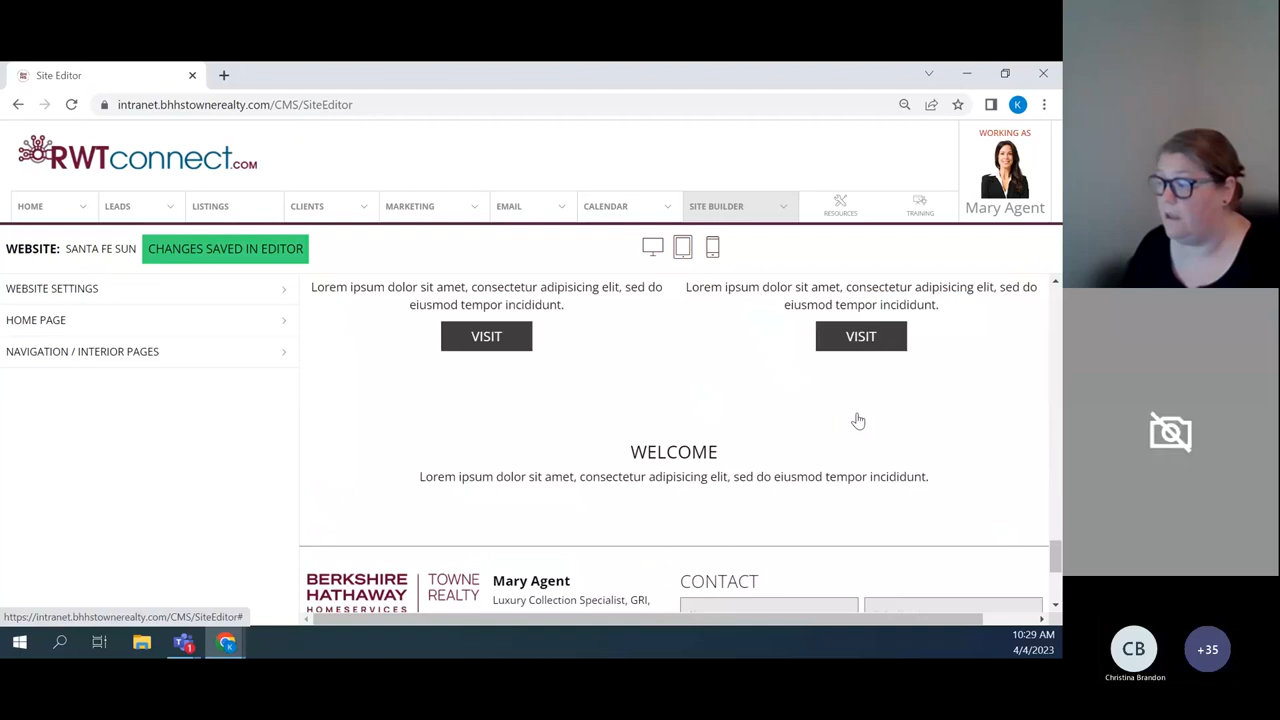 Site Editor
intranet.bhhstownerealty.com/CMS/SiteEditor
K
RWTconnect.COM
WORKING AS
Mary Agent
HOME
LEADS
LISTINGS
CLIENTS
MARKETING
EMAIL
CALENDAR
SITE BUILDER
RESOURCES
TRAINING
WEBSITE: SANTA FE SUN
CHANGES SAVED IN EDITOR
WEBSITE SETTINGS
HOME PAGE
NAVIGATION / INTERIOR PAGES
Lorem ipsum dolor sit amet, consectetur adipisicing elit, sed do
eiusmod tempor incididunt.
VISIT
Lorem ipsum dolor sit amet, consectetur adipisicing elit, sed do
eiusmod tempor incididunt.
VISIT
WELCOME
Lorem ipsum dolor sit amet, consectetur adipisicing elit, sed do eiusmod tempor incididunt.
BERKSHIRE
HATHAWAY
HOMESERVICES
TOWNE
REALTY
Mary Agent
Luxury Collection Specialist, GRI,
CONTACT
https://intranet.bhhstownerealty.com/CMS/SiteEditor#
1
10:29 AM
4/4/2023
CB
Christina Brandon
+35